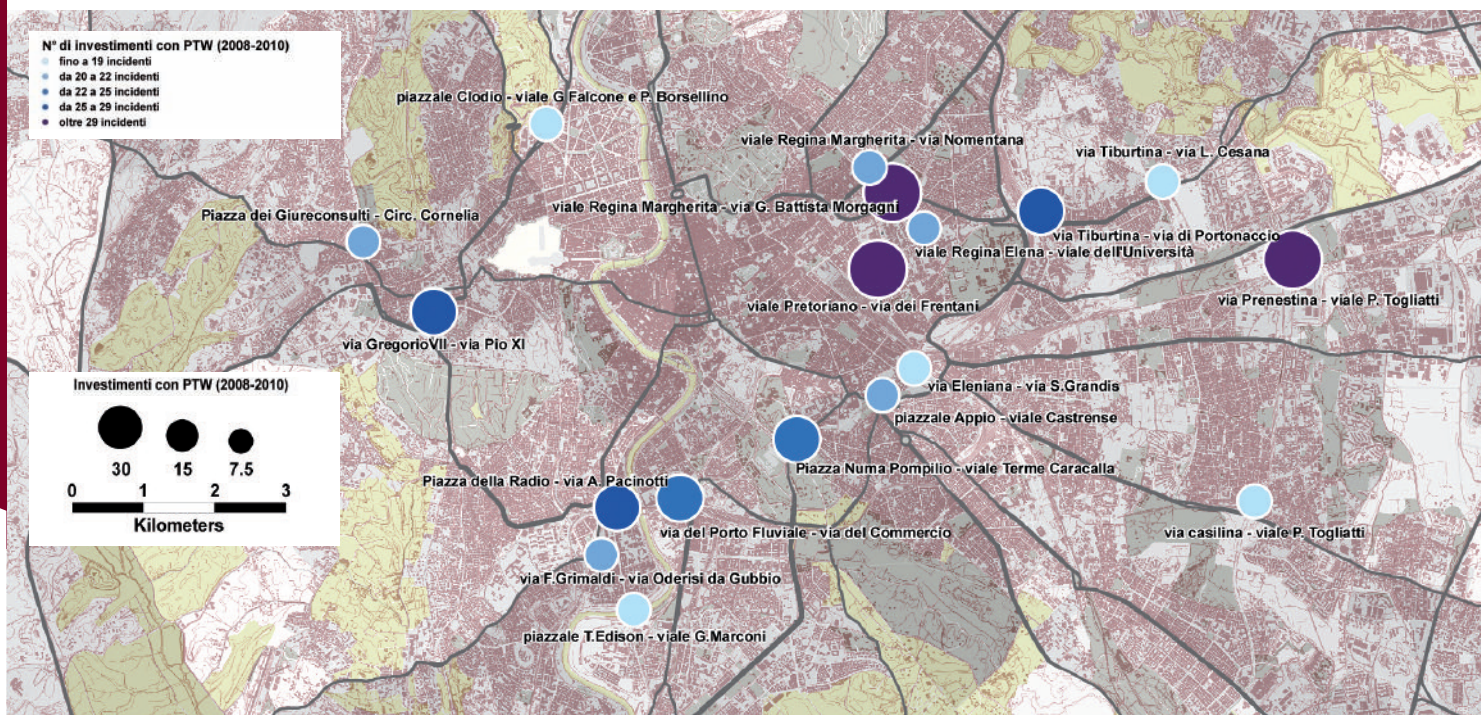 N° di investimenti con PTW (2008-2010)
fino a 19 incidenti
da 20 a 22 incidenti
da 22 a 25 incidenti
da 25 a 29 incidenti
oltre 29 incidenti
piazzale Clodio - viale G Falcone e P. Borsellino
viale Regina Margherita - via Nomentana
via Tiburtina - via L. Cesana
viale Regina Margherita - via G. Battista Morgagni
Piazza dei Giureconsulti - Circ. Cornelia
via Tiburtina - via di Portonaccio
viale Regina Elena - viale dell'Università
viale Pretoriano - via dei Frentani
via Prenestina - viale P. Togliatti
via GregorioVII - via Pio XI
via Eleniana - via S.Grandis
piazzale Appio - viale Castrense
Piazza Numa Pompilio - viale Terme Caracalla
Piazza della Radio - via A. Pacinotti
via del Porto Fluviale - via del Commercio
via casilina - viale P. Togliatti
via F.Grimaldi - via Oderisi da Gubbio
piazzale T.Edison - viale G.Marconi
Investimenti con PTW (2008-2010)
30 15 7.5
0 1 2 3
Kilometers